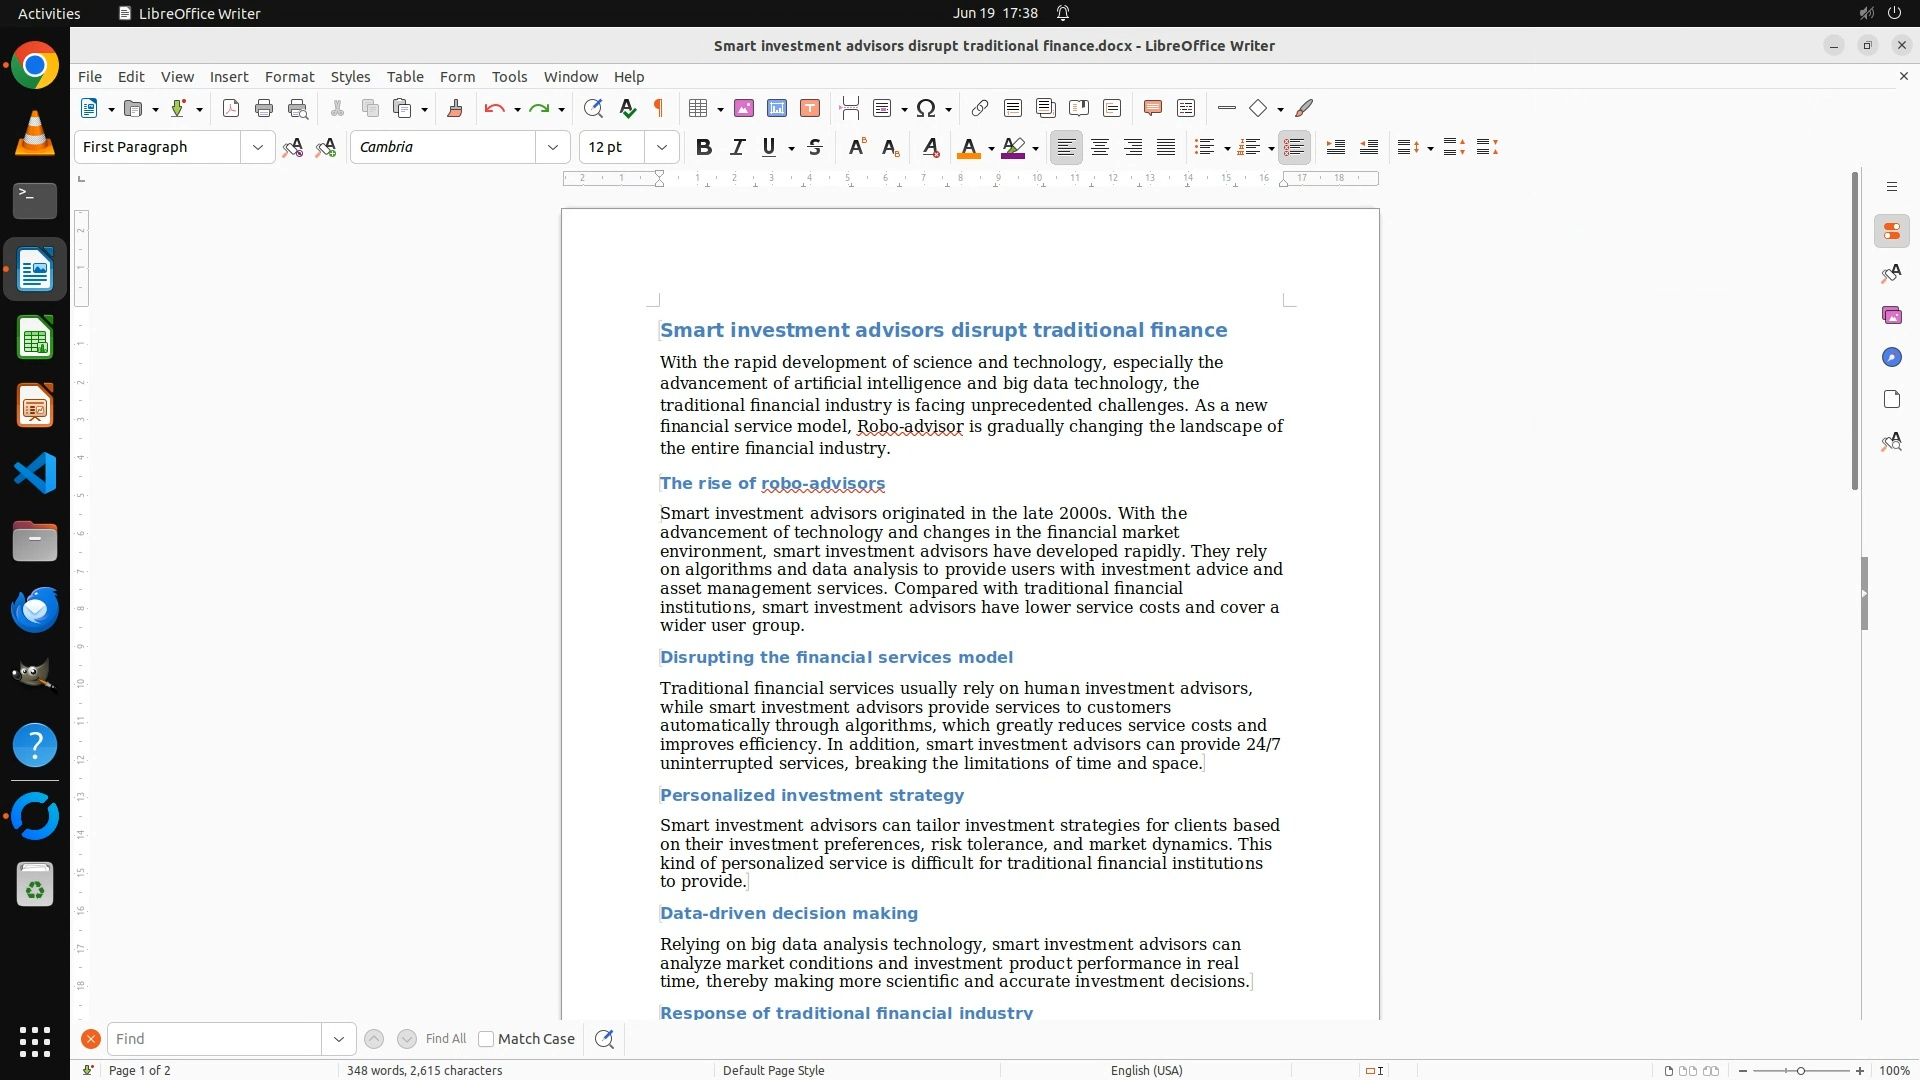 Activities
LibreOffice Writer
Jun 19 17:38
Smart investment advisors disrupt traditional finance.docx - LibreOffice Writer
File Edit View Insert Format Styles Table Form Tools Window Help
First Paragraph
Cambria
12 pt
Smart investment advisors disrupt traditional finance
With the rapid development of science and technology, especially the
advancement of artificial intelligence and big data technology, the
traditional financial industry is facing unprecedented challenges. As a new
financial service model, Robo-advisor is gradually changing the landscape of
the entire financial industry.
The rise of robo-advisors
Smart investment advisors originated in the late 2000s. With the
advancement of technology and changes in the financial market
environment, smart investment advisors have developed rapidly. They rely
on algorithms and data analysis to provide users with investment advice and
asset management services. Compared with traditional financial
institutions, smart investment advisors have lower service costs and cover a
wider user group.
Disrupting the financial services model
Traditional financial services usually rely on human investment advisors,
while smart investment advisors provide services to customers
automatically through algorithms, which greatly reduces service costs and
improves efficiency. In addition, smart investment advisors can provide 24/7
uninterrupted services, breaking the limitations of time and space.
Personalized investment strategy
Smart investment advisors can tailor investment strategies for clients based
on their investment preferences, risk tolerance, and market dynamics. This
kind of personalized service is difficult for traditional financial institutions
to provide.
Data-driven decision making
Relying on big data analysis technology, smart investment advisors can
analyze market conditions and investment product performance in real
time, thereby making more scientific and accurate investment decisions.
Response of traditional financial industry
Find
Find All
Match Case
Page 1 of 2
348 words, 2,615 characters
Default Page Style
English (USA)
100%